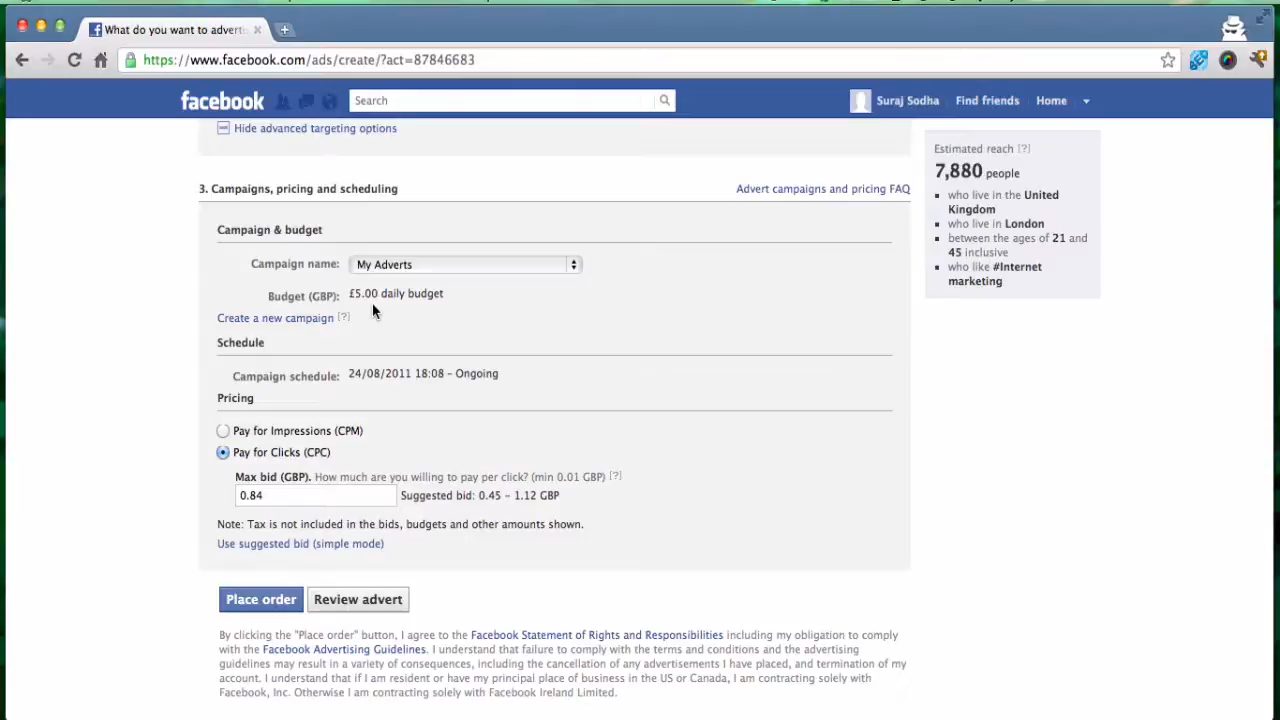 What do you want to advert
https://www.facebook.com/ads/create/?act=87846683
facebook
Search
Suraj Sodha Find friends Home
Hide advanced targeting options
3. Campaigns, pricing and scheduling
Advert campaigns and pricing FAQ
Campaign & budget
Campaign name: My Adverts
Budget (GBP): £5.00 daily budget
Create a new campaign [?]
Schedule
Campaign schedule: 24/08/2011 18:08 – Ongoing
Pricing
Pay for Impressions (CPM)
Pay for Clicks (CPC)
Max bid (GBP). How much are you willing to pay per click? (min 0.01 GBP) [?]
0.84 Suggested bid: 0.45 – 1.12 GBP
Note: Tax is not included in the bids, budgets and other amounts shown.
Use suggested bid (simple mode)
Place order Review advert
By clicking the "Place order" button, I agree to the Facebook Statement of Rights and Responsibilities including my obligation to comply
with the Facebook Advertising Guidelines. I understand that failure to comply with the terms and conditions and the advertising
guidelines may result in a variety of consequences, including the cancellation of any advertisements I have placed, and termination of my
account. I understand that if I am resident or have my principal place of business in the US or Canada, I am contracting solely with
Facebook, Inc. Otherwise I am contracting solely with Facebook Ireland Limited.
Estimated reach [?]
7,880 people
who live in the United
Kingdom
who live in London
between the ages of 21 and
45 inclusive
who like #Internet
marketing